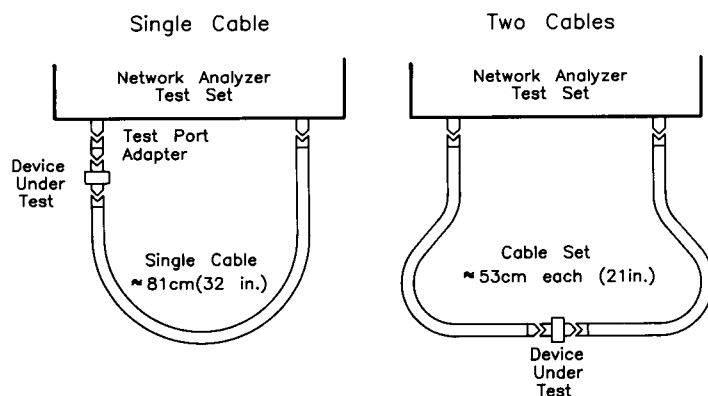 Single Cable
Network Analyzer
Test Set
Test Port
Adapter
Device
Under
Test
Single Cable
≈81cm(32 in.)
Two Cables
Network Analyzer
Test Set
Cable Set
≈53cm each (21in.)
Device
Under
Test